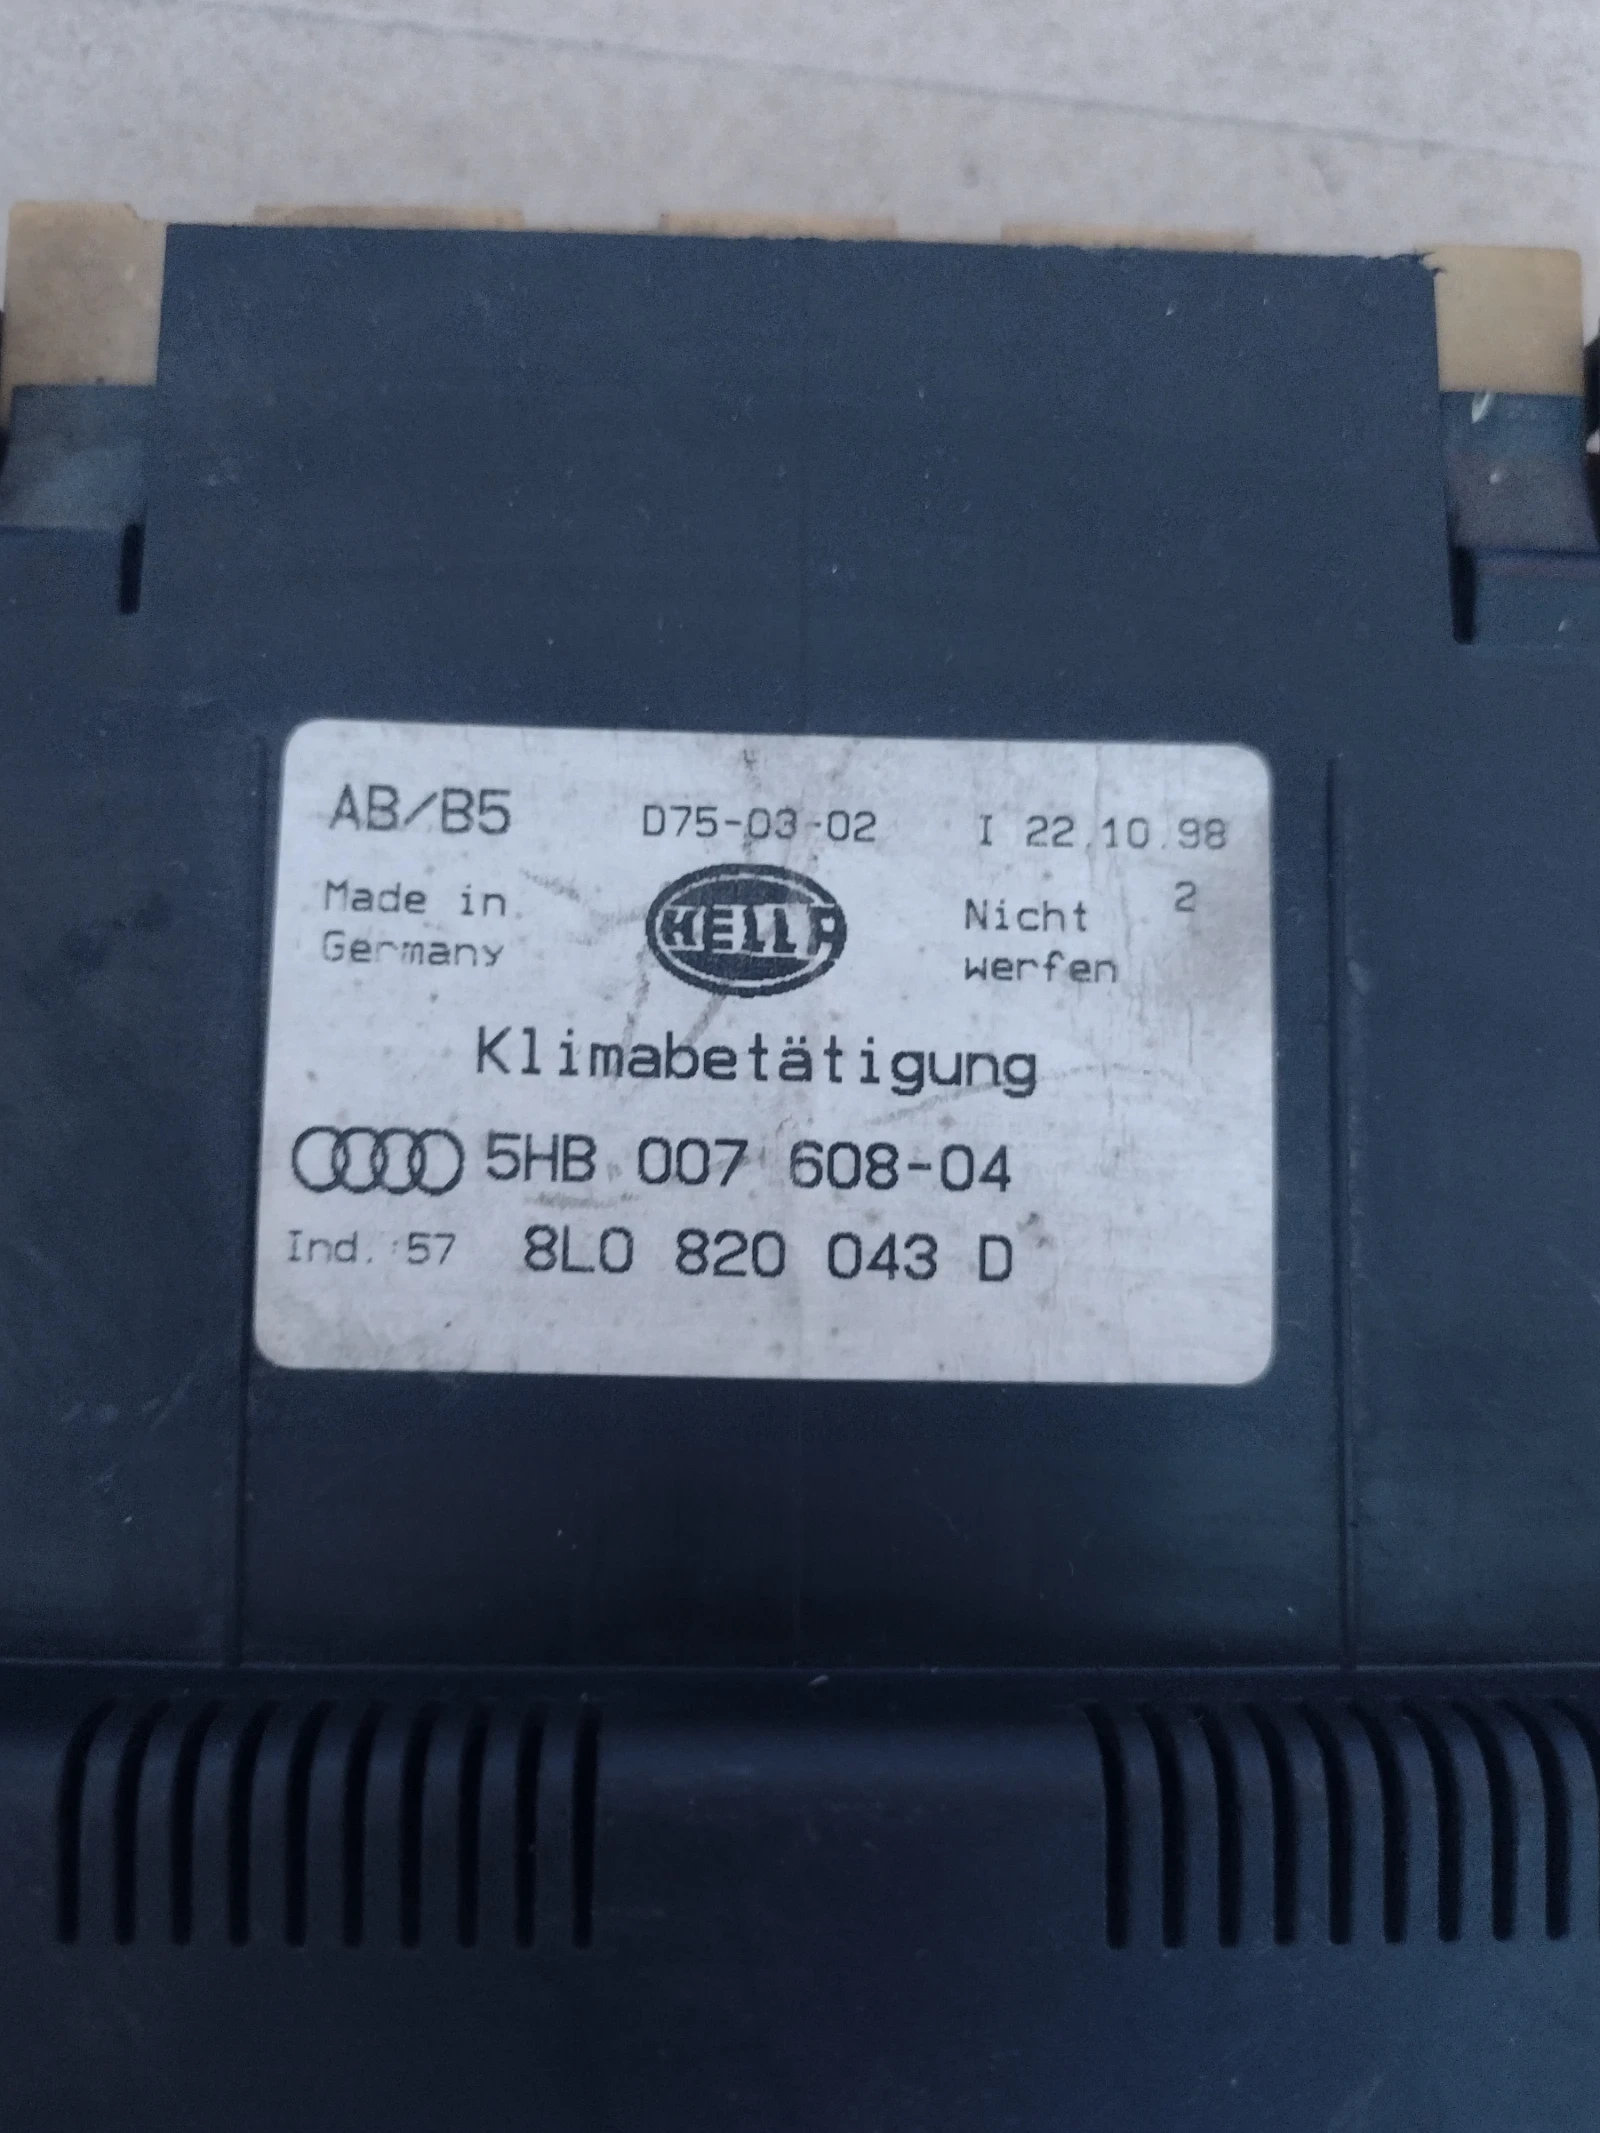 AB/B5 D75-03-02 I 22.10.98
Made in HELLA Nicht 2
Germany werfen
Klimabetätigung
5HB 007 608-04
Ind. :57 8L0 820 043 D